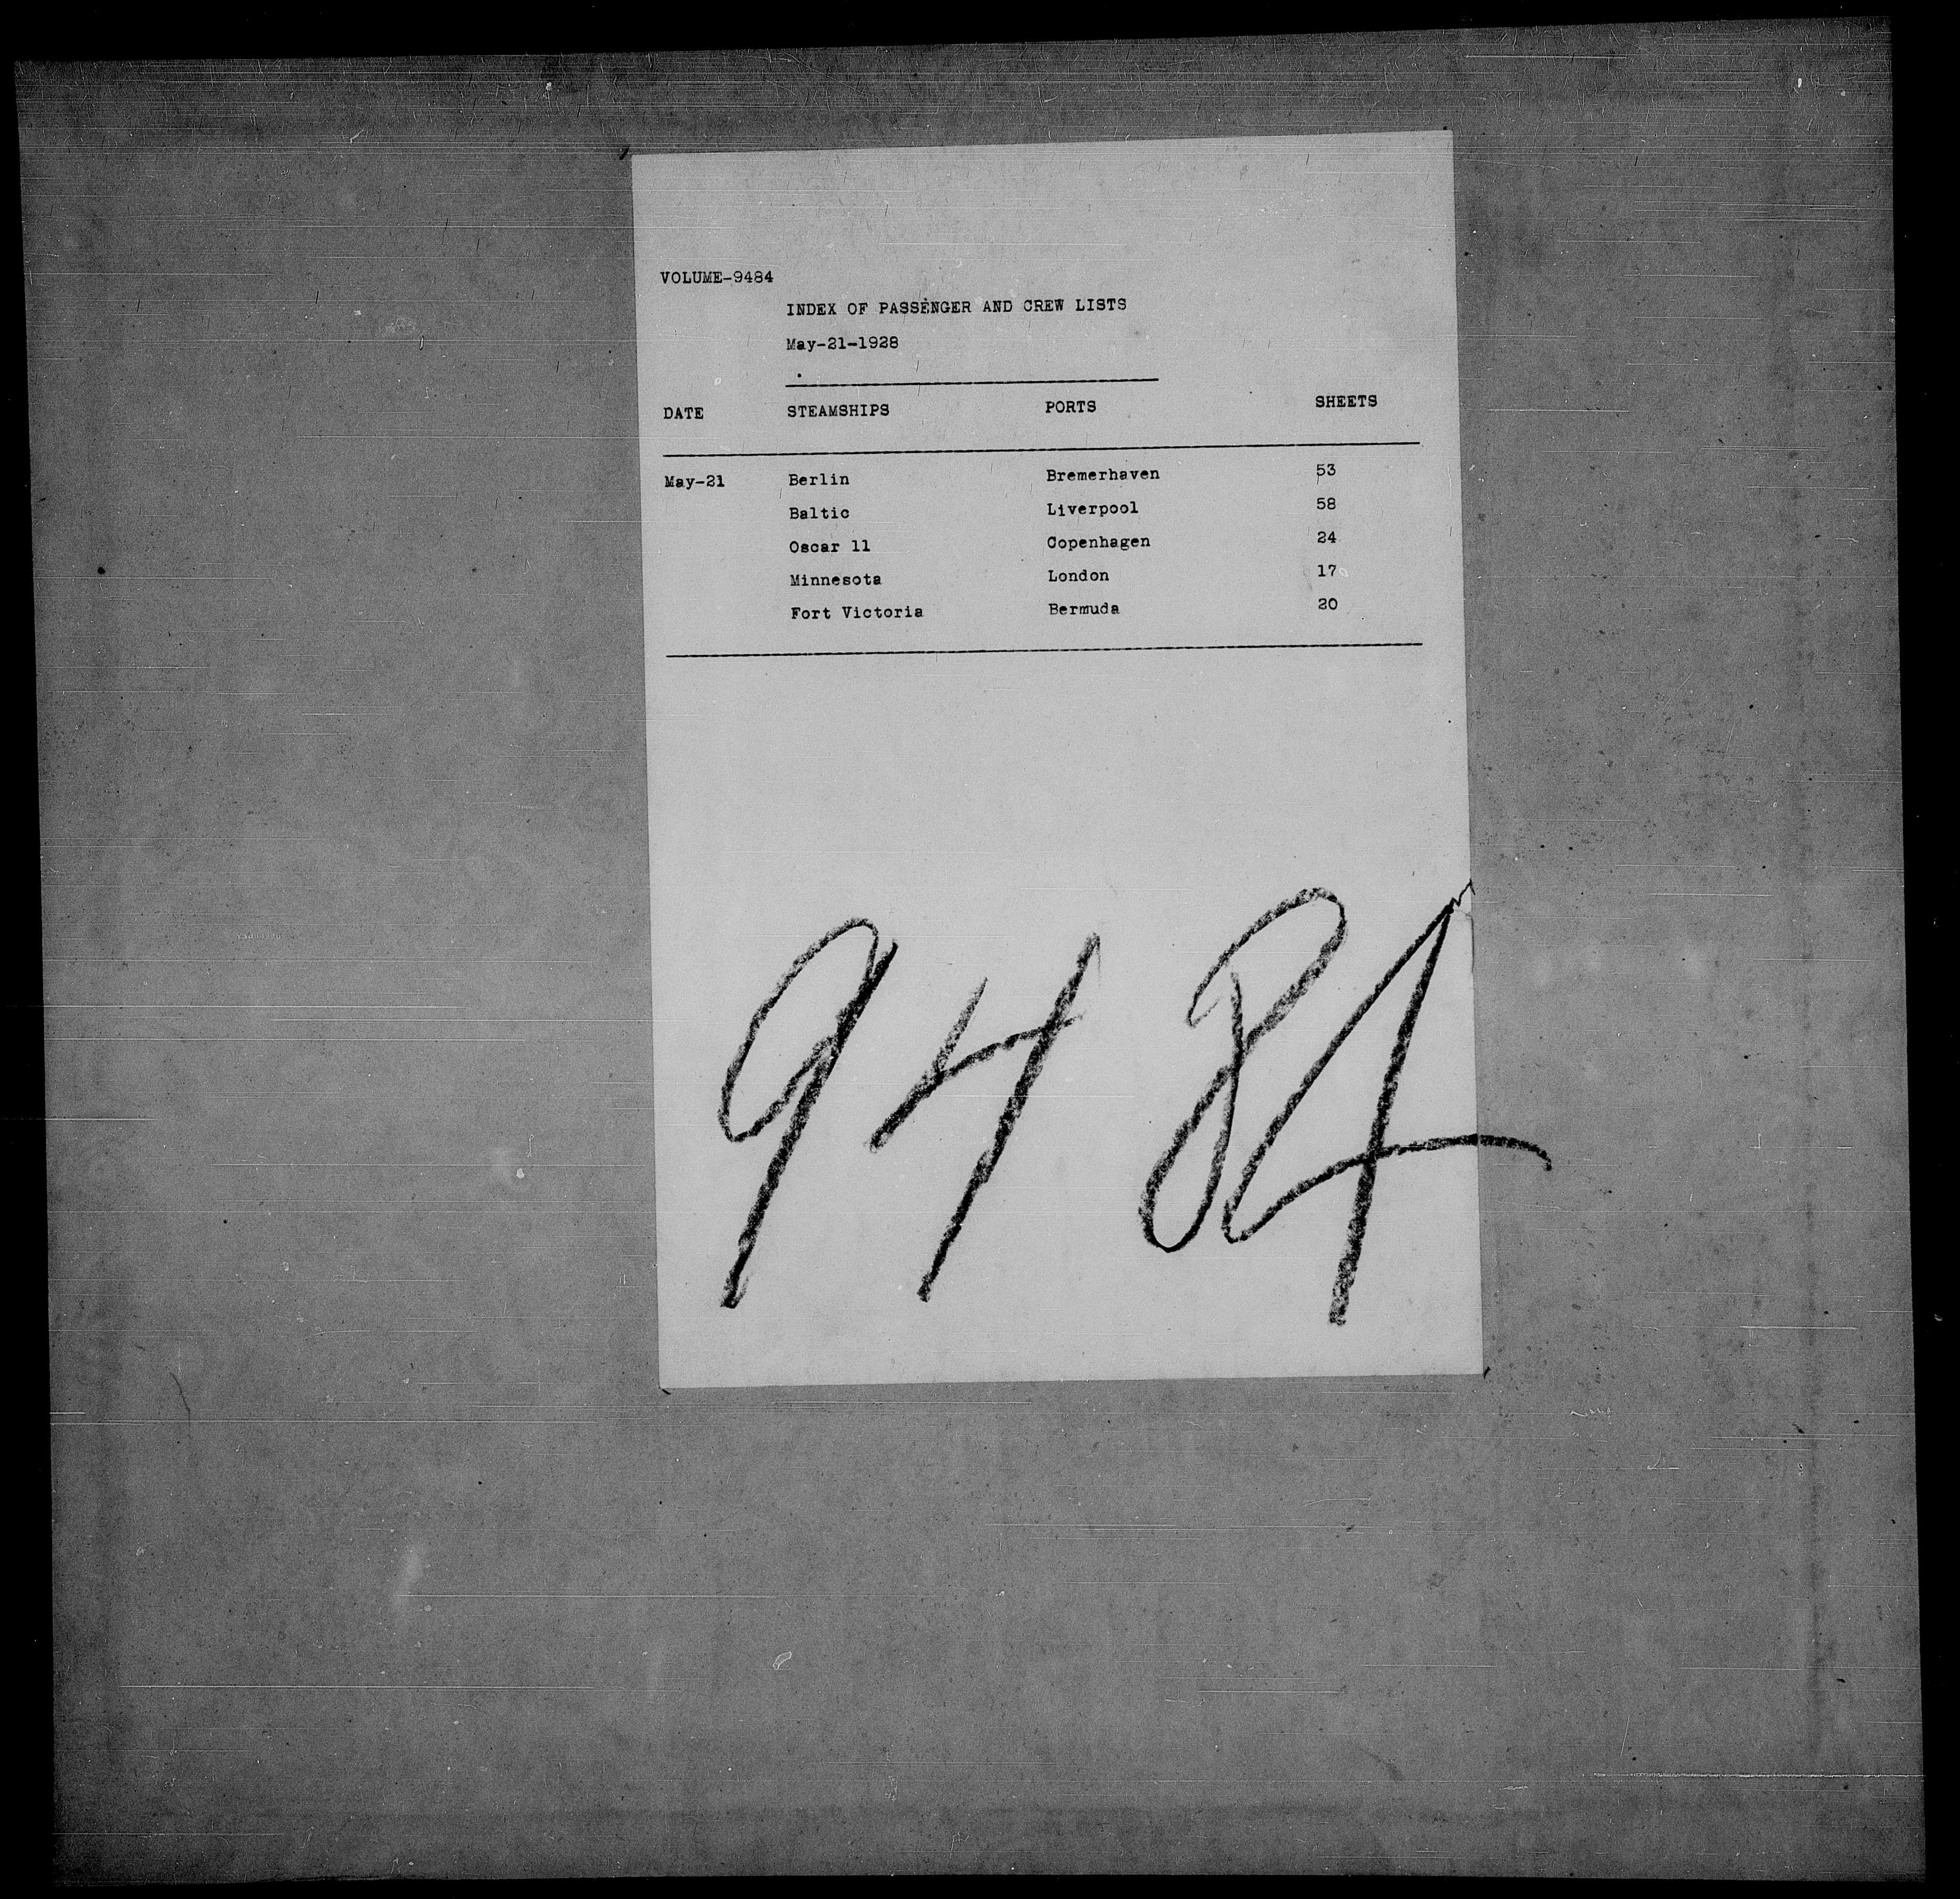 VOLUME-9484
INDEX OF PASSENGER AND CREW LISTS
May-21-1928
DATE STEAMSHIPS PORTS SHEETS
May-21 Berlin Bremerhaven 53
Baltic Liverpool 58
Oscar 11 Copenhagen 24
Minnesota London 17
Fort Victoria Bermuda 20
9484